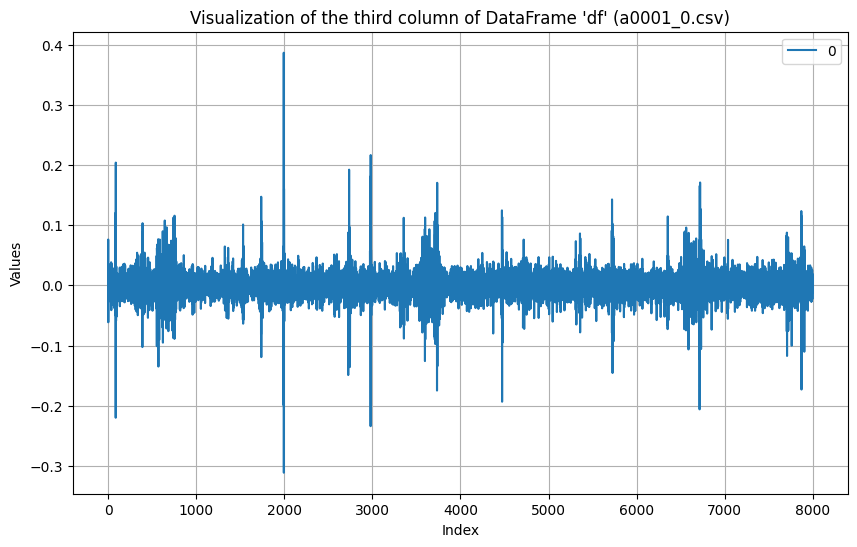 Visualization of the third column of DataFrame 'df' (a0001_0.csv)
0
0.4
0.3
0.2
0.1
0.0
−0.1
−0.2
−0.3
Values
0 1000 2000 3000 4000 5000 6000 7000 8000
Index